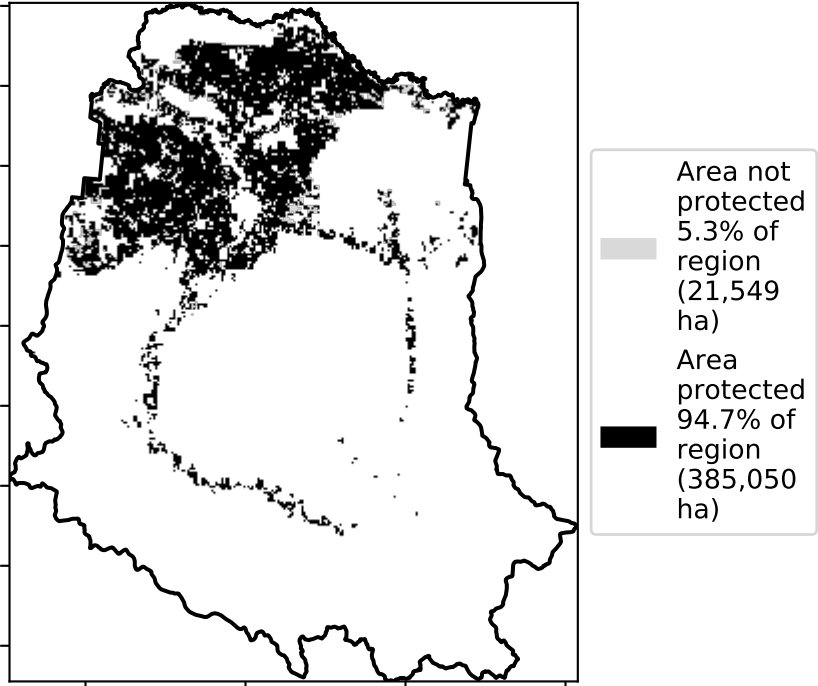 Area not
protected
5.3% of
region
(21,549
ha)
Area
protected
94.7% of
region
(385,050
ha)